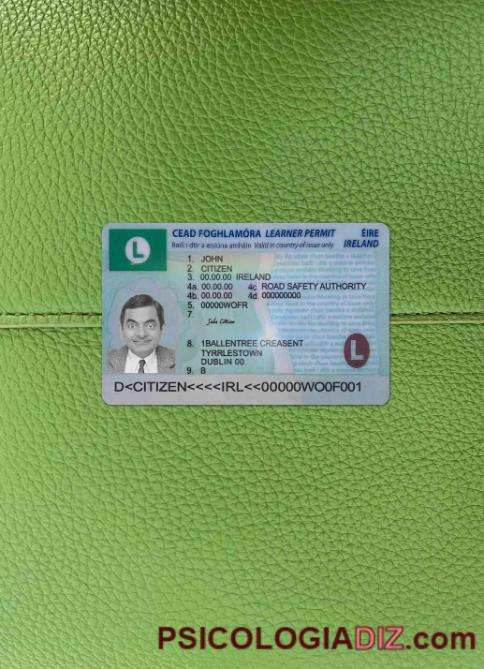 CEAD FOGHLAMÓRA LEARNER PERMIT ÉIRE
Bailí i dtír a eisiúna amháin Valid in country of issue only IRELAND
L
1. JOHN
2. CITIZEN
3. 00.00.00 IRELAND
4a. 00.00.00 4c ROAD SAFETY AUTHORITY
4b. 00.00.00 4d. 000000000
5. 00000WOFR
7.
John Citizen
8. 1BALLENTREE CREASENT
TYRRLESTOWN
DUBLIN 00
9. B
L
D<CITIZEN<<<<IRL<<00000WO0F001
PSICOLOGIADIZ.com